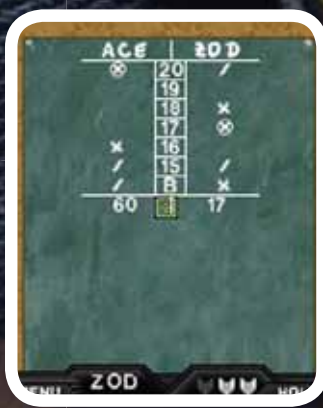 ACE ZOD
ⓧ 20 /
19
18 x
17 ⓧ
x 16
/ 15 /
/ B x
60 17
ZOD